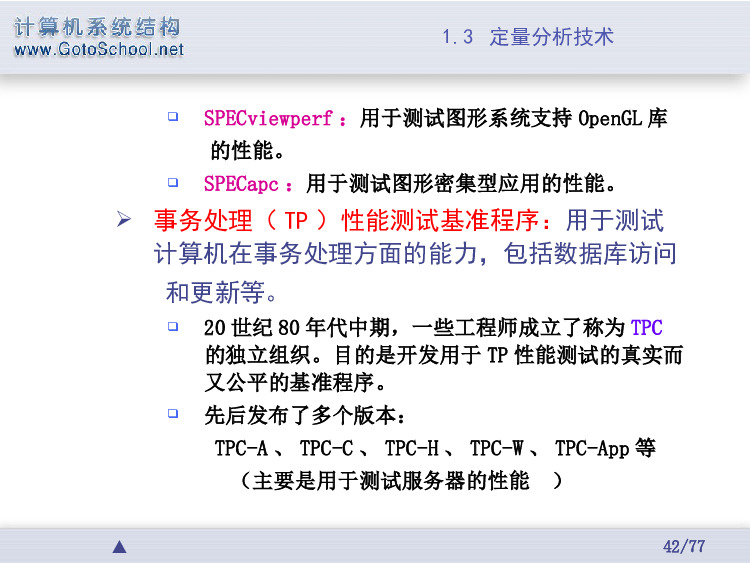 计算机系统结构
www.GotoSchool.net
1.3 定量分析技术
SPECviewperf：用于测试图形系统支持 OpenGL 库
的性能。
SPECapc：用于测试图形密集型应用的性能。
事务处理（ TP ）性能测试基准程序：用于测试
计算机在事务处理方面的能力，包括数据库访问
和更新等。
20 世纪 80 年代中期，一些工程师成立了称为 TPC
的独立组织。目的是开发用于 TP 性能测试的真实而
又公平的基准程序。
先后发布了多个版本：
TPC-A 、 TPC-C 、 TPC-H 、 TPC-W 、 TPC-App 等
（主要是用于测试服务器的性能 ）
42/77